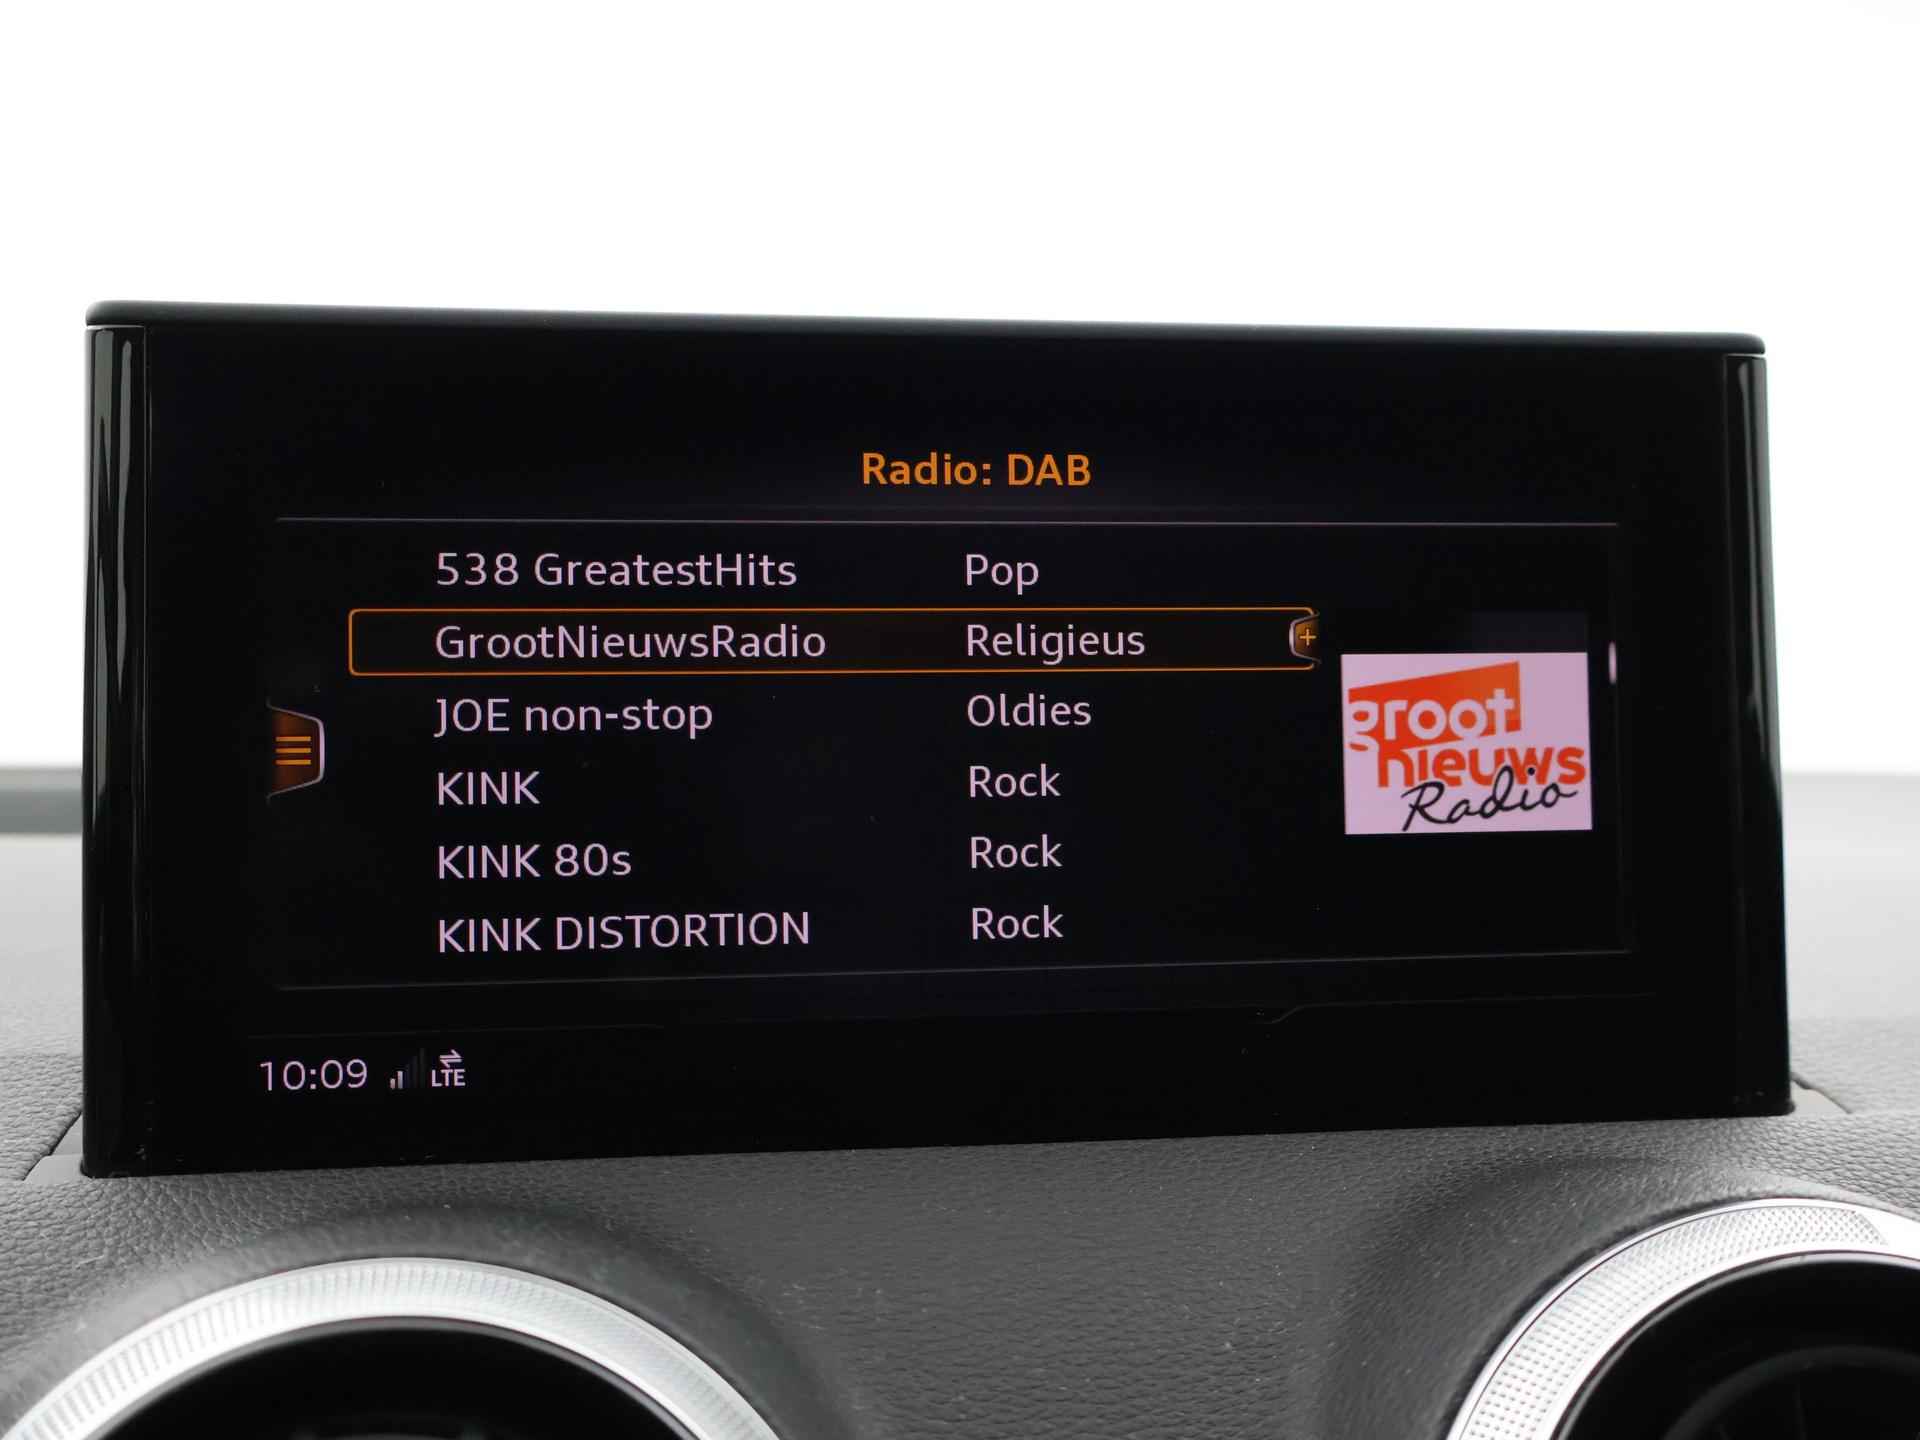 Radio: DAB
538 GreatestHits Pop
GrootNieuwsRadio Religieus +
JOE non-stop Oldies
KINK Rock
KINK 80s Rock
KINK DISTORTION Rock
groot
nieuws
Radio
10:09 LTE